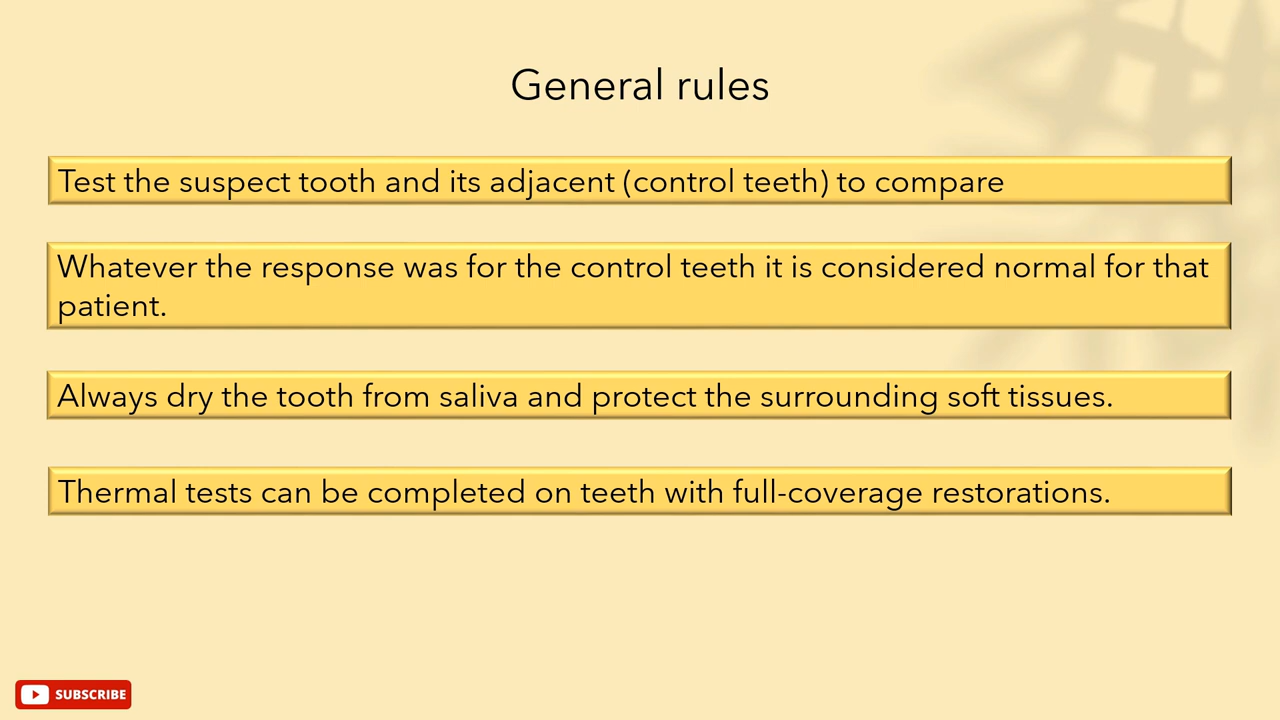 General rules
Test the suspect tooth and its adjacent (control teeth) to compare
Whatever the response was for the control teeth it is considered normal for that
patient.
Always dry the tooth from saliva and protect the surrounding soft tissues.
Thermal tests can be completed on teeth with full-coverage restorations.
SUBSCRIBE